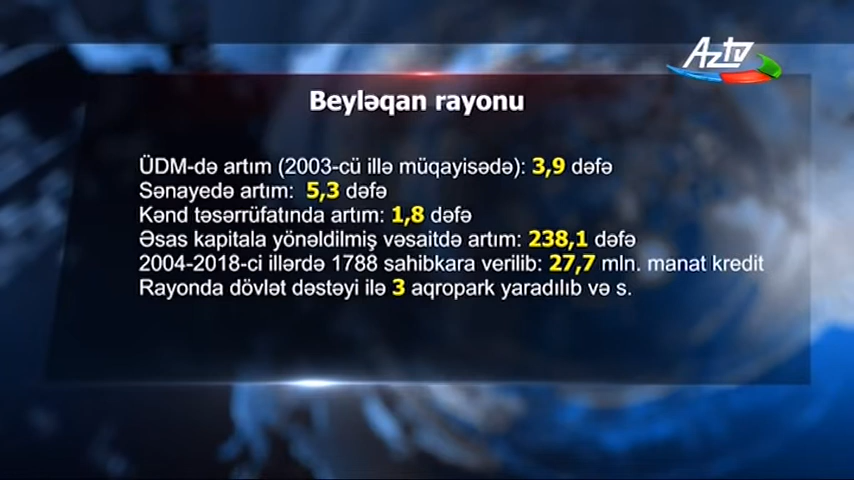 Aztv
Beyləqan rayonu
ÜDM-də artım (2003-cü illə müqayisədə): 3,9 dəfə
Sənayedə artım: 5,3 dəfə
Kənd təsərrüfatında artım: 1,8 dəfə
Əsas kapitala yönəldilmiş vəsaitdə artım: 238,1 dəfə
2004-2018-ci illərdə 1788 sahibkara verilib: 27,7 mln. manat kredit
Rayonda dövlət dəstəyi ilə 3 aqropark yaradılıb və s.